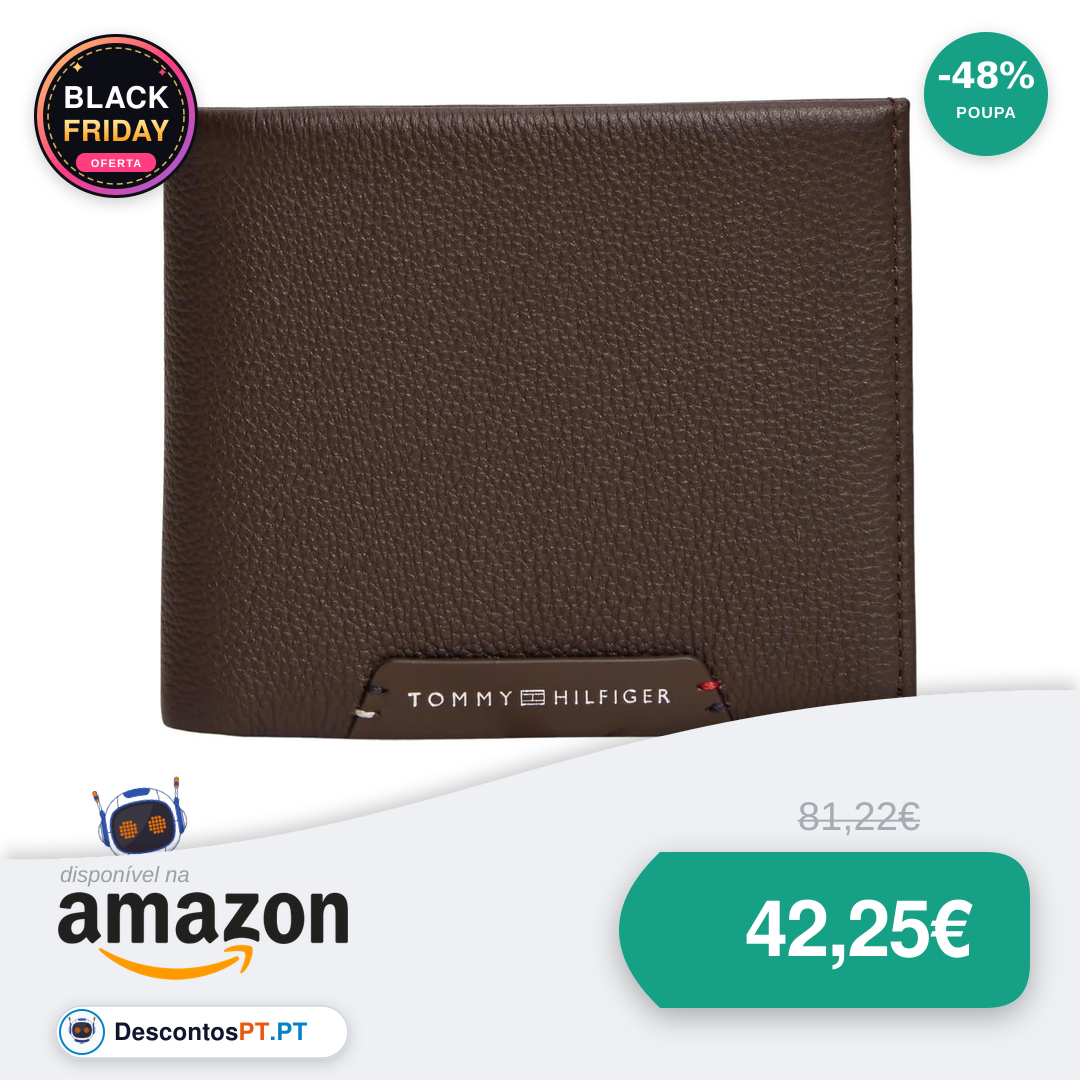 BLACK
FRIDAY
OFERTA
-48%
POUPA
TOMMY HILFIGER
81,22€
disponível na
amazon
42,25€
DescontosPT.PT